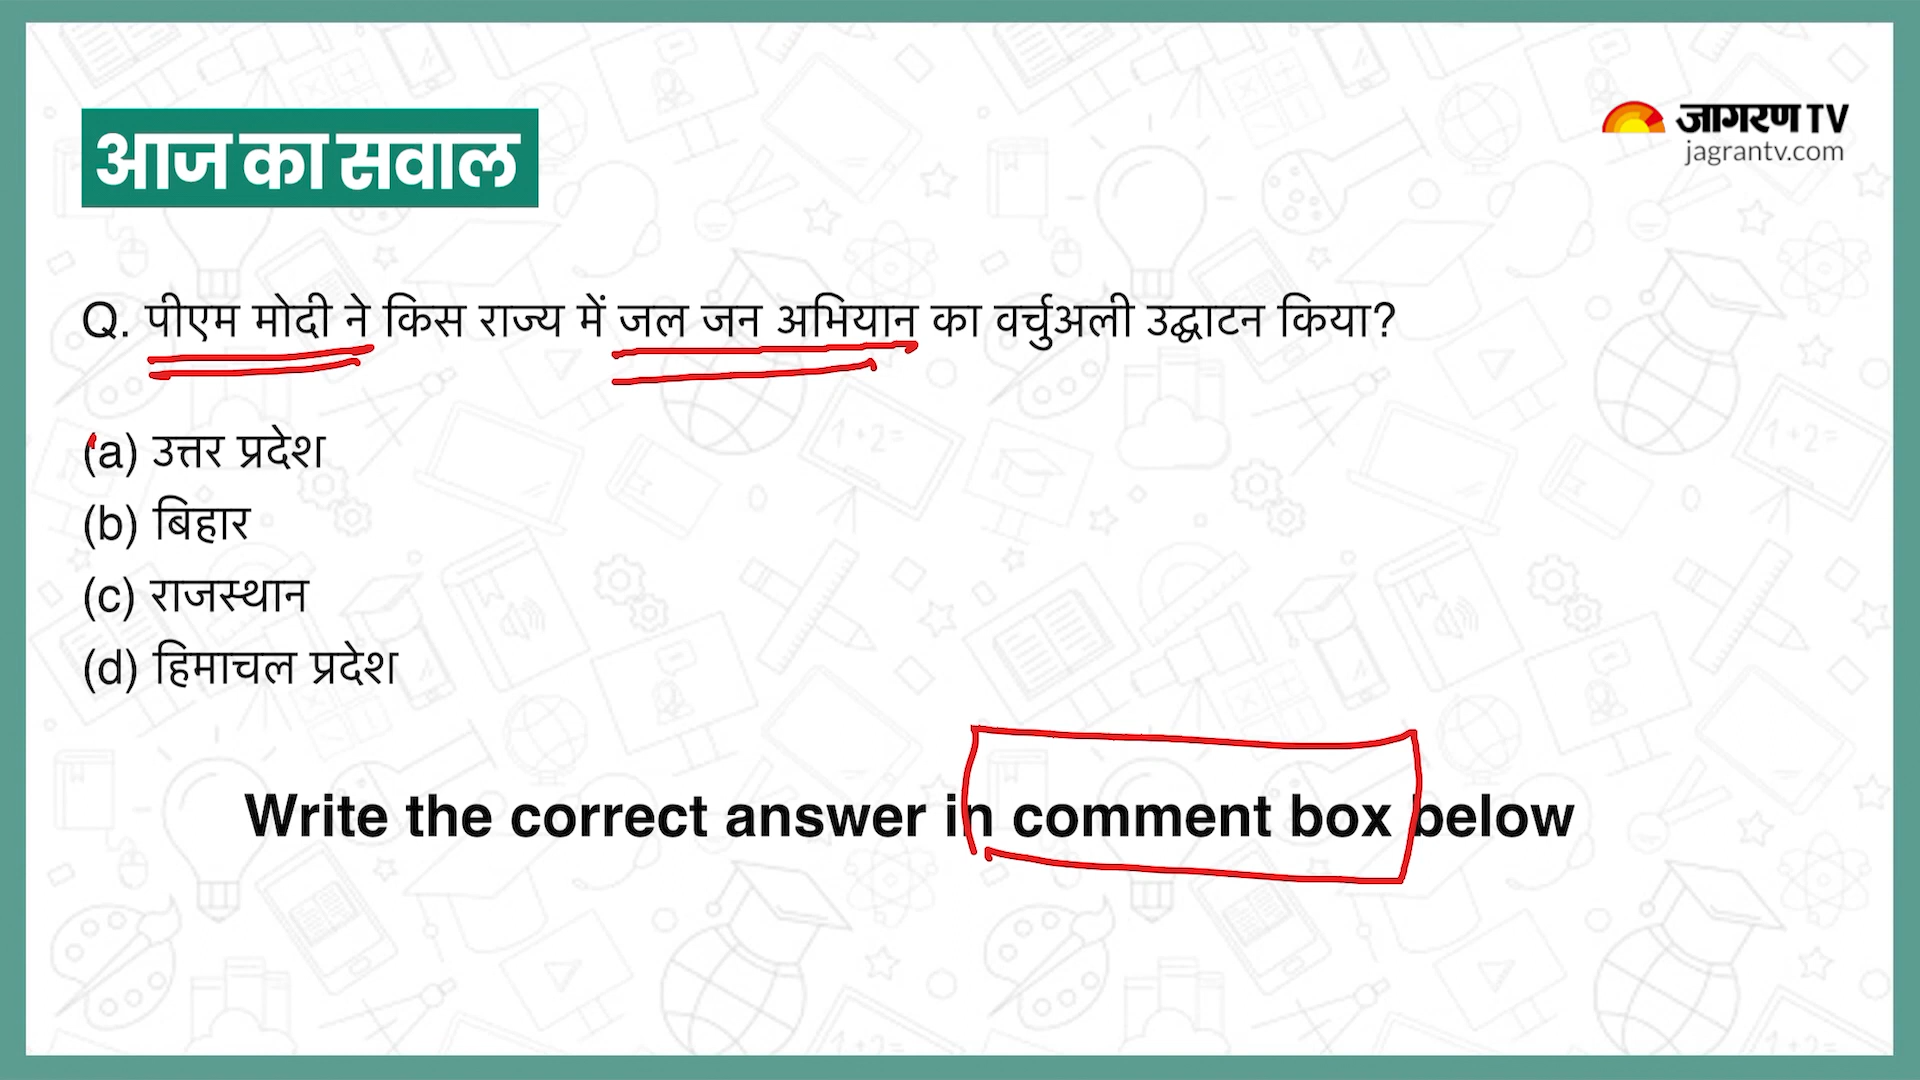 आज का सवाल
जागरण TV
jagrantv.com
Q. पीएम मोदी ने किस राज्य में जल जन अभियान का वर्चुअली उद्घाटन किया?
(a) उत्तर प्रदेश
(b) बिहार
(c) राजस्थान
(d) हिमाचल प्रदेश
Write the correct answer in comment box below